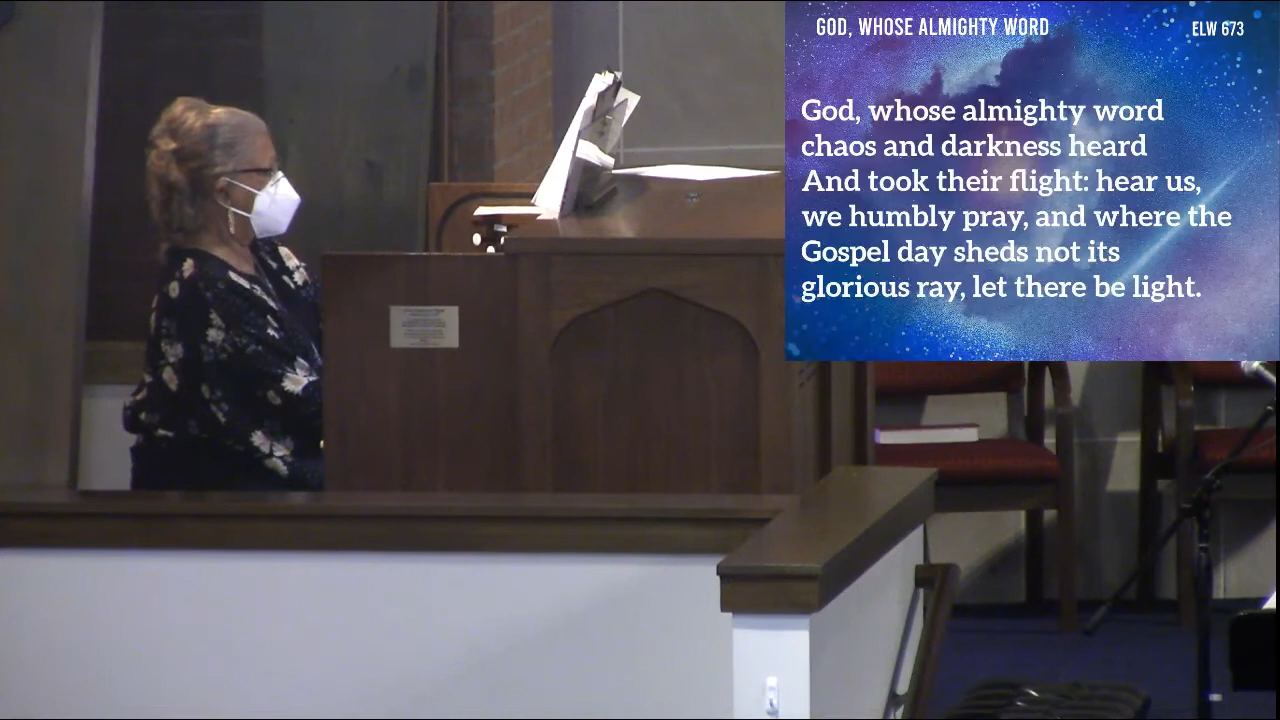 GOD, WHOSE ALMIGHTY WORD
ELW 673
God, whose almighty word
chaos and darkness heard
And took their flight: hear us,
we humbly pray, and where the
Gospel day sheds not its
glorious ray, let there be light.